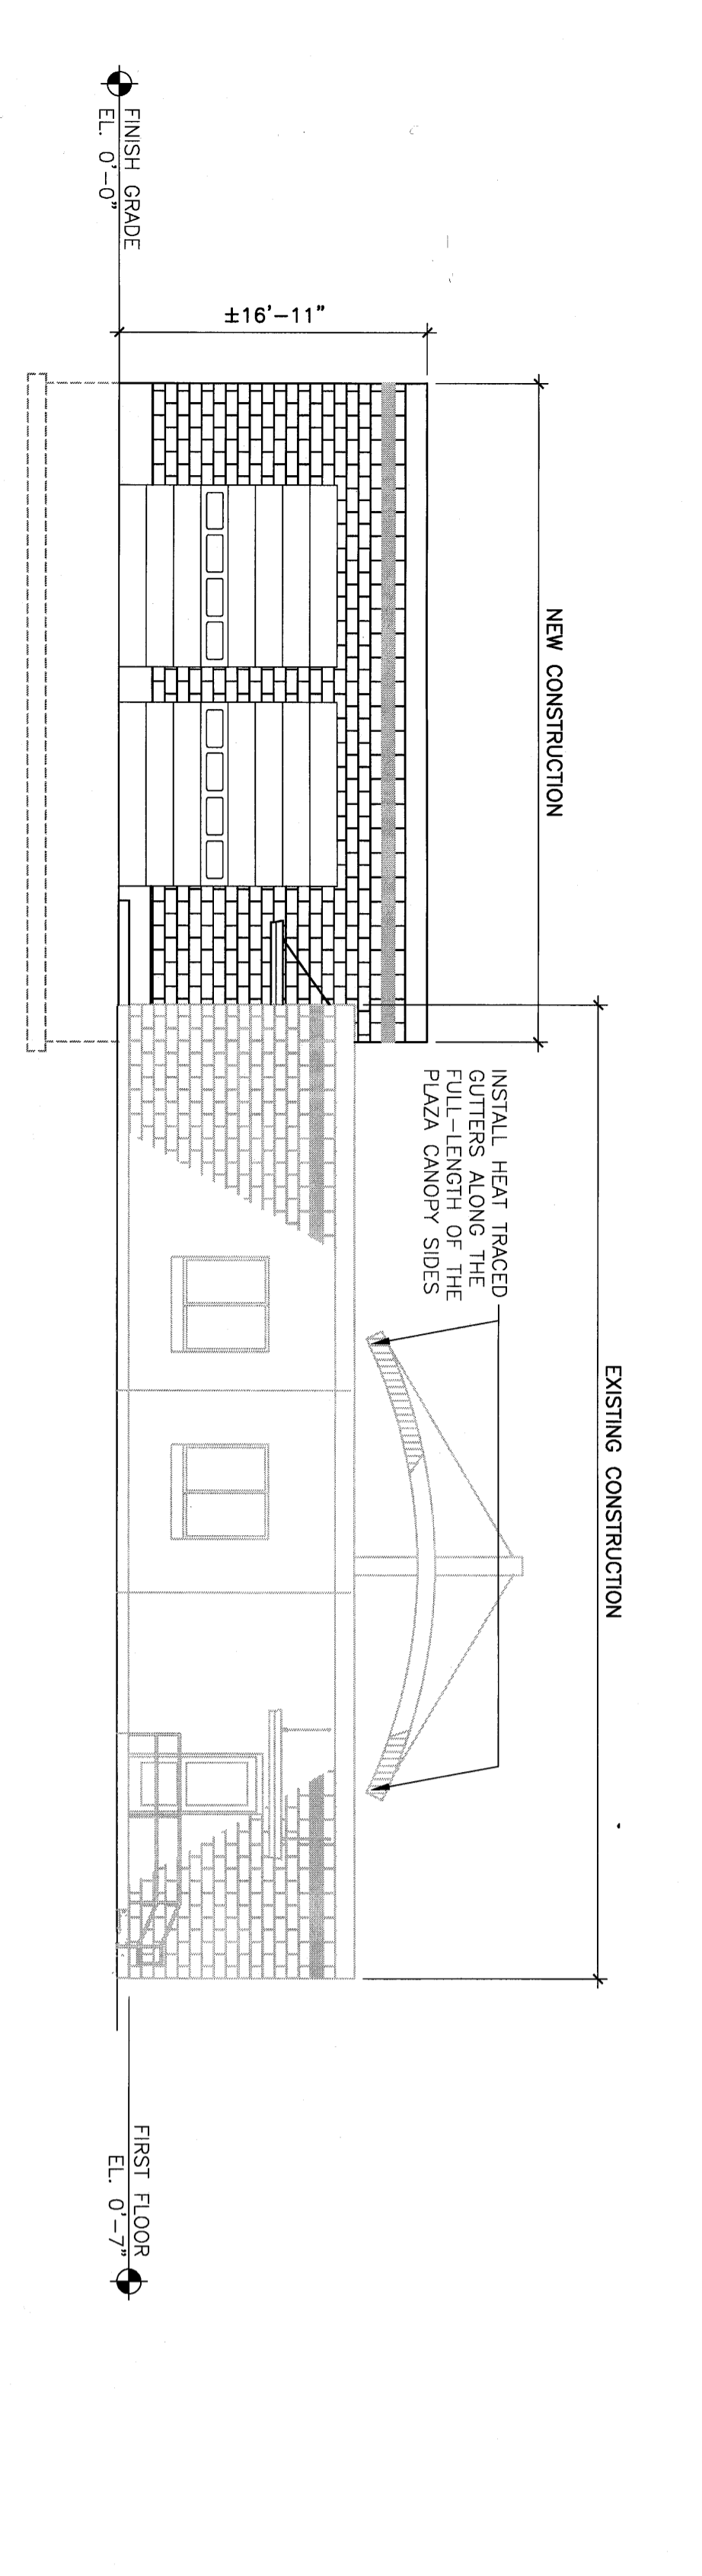 FINISH GRADE
EL. 0'-0"
±16'-11"
NEW CONSTRUCTION
INSTALL HEAT TRACED
GUTTERS ALONG THE
FULL-LENGTH OF THE
PLAZA CANOPY SIDES
EXISTING CONSTRUCTION
FIRST FLOOR
EL. 0'-7"